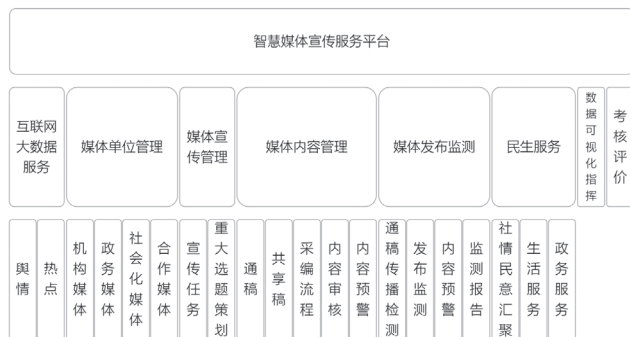 智慧媒体宣传服务平台
互联网
大数据
服务
媒体单位管理
媒体宣
传管理
媒体内容管理
媒体发布监测
民生服务
数据可视化指挥
考核评价
舆情
热点
机构媒体
政务媒体
社会化媒体
合作媒体
宣传任务
重大选题策划
通稿
共享稿
采编流程
内容审核
内容预警
通稿传播检测
发布监测
内容预警
监测报告
社情民意汇聚
生活服务
政务服务